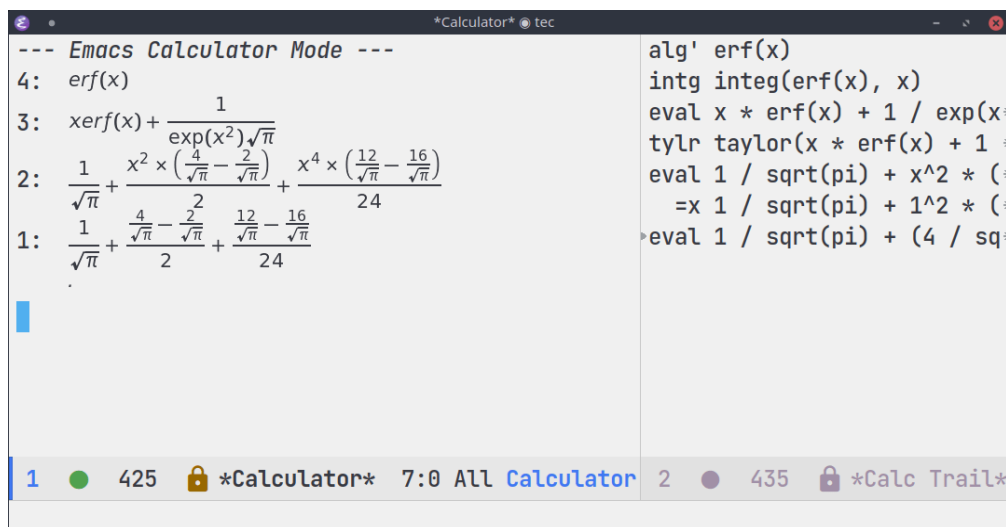 *Calculator* ◉ tec
--- Emacs Calculator Mode ---
4: erf(x)
3: xerf(x) + 1 / exp(x²)√π
2: 1/√π + x² × (4/√π − 2/√π) / 2 + x⁴ × (12/√π − 16/√π) / 24
1: 1/√π + (4/√π − 2/√π) / 2 + (12/√π − 16/√π) / 24
.
alg' erf(x)
intg integ(erf(x), x)
eval x * erf(x) + 1 / exp(x
tylr taylor(x * erf(x) + 1
eval 1 / sqrt(pi) + x^2 * (
=x 1 / sqrt(pi) + 1^2 * (
eval 1 / sqrt(pi) + (4 / sq
1 ● 425 *Calculator* 7:0 All Calculator
2 ● 435 *Calc Trail*